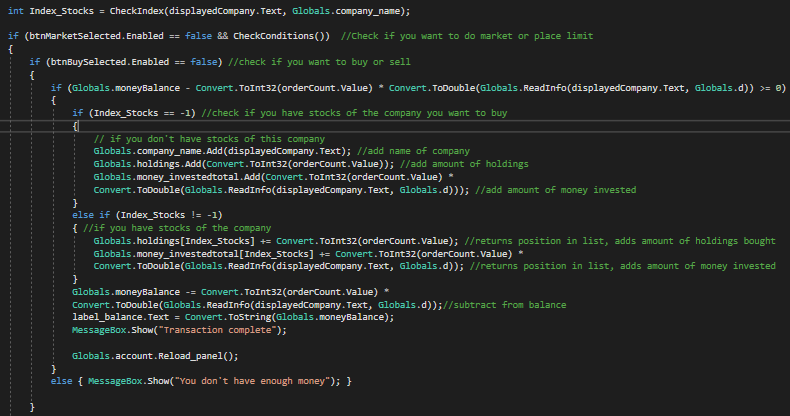 int Index_Stocks = CheckIndex(displayedCompany.Text, Globals.company_name);
if (btnMarketSelected.Enabled == false && CheckConditions())  //Check if you want to do market or place limit
{
if (btnBuySelected.Enabled == false) //check if you want to buy or sell
{
if (Globals.moneyBalance - Convert.ToInt32(orderCount.Value) * Convert.ToDouble(Globals.ReadInfo(displayedCompany.Text, Globals.d)) >= 0)
{
if (Index_Stocks == -1) //check if you have stocks of the company you want to buy
{
// if you don't have stocks of this company
Globals.company_name.Add(displayedCompany.Text); //add name of company
Globals.holdings.Add(Convert.ToInt32(orderCount.Value)); //add amount of holdings
Globals.money_investedtotal.Add(Convert.ToInt32(orderCount.Value) *
Convert.ToDouble(Globals.ReadInfo(displayedCompany.Text, Globals.d))); //add amount of money invested
}
else if (Index_Stocks != -1)
{ //if you have stocks of the company
Globals.holdings[Index_Stocks] += Convert.ToInt32(orderCount.Value); //returns position in list, adds amount of holdings bought
Globals.money_investedtotal[Index_Stocks] += Convert.ToInt32(orderCount.Value) *
Convert.ToDouble(Globals.ReadInfo(displayedCompany.Text, Globals.d)); //returns position in list, adds amount of money invested
}
Globals.moneyBalance -= Convert.ToInt32(orderCount.Value) *
Convert.ToDouble(Globals.ReadInfo(displayedCompany.Text, Globals.d));//subtract from balance
label_balance.Text = Convert.ToString(Globals.moneyBalance);
MessageBox.Show("Transaction complete");
Globals.account.Reload_panel();
}
else { MessageBox.Show("You don't have enough money"); }
}